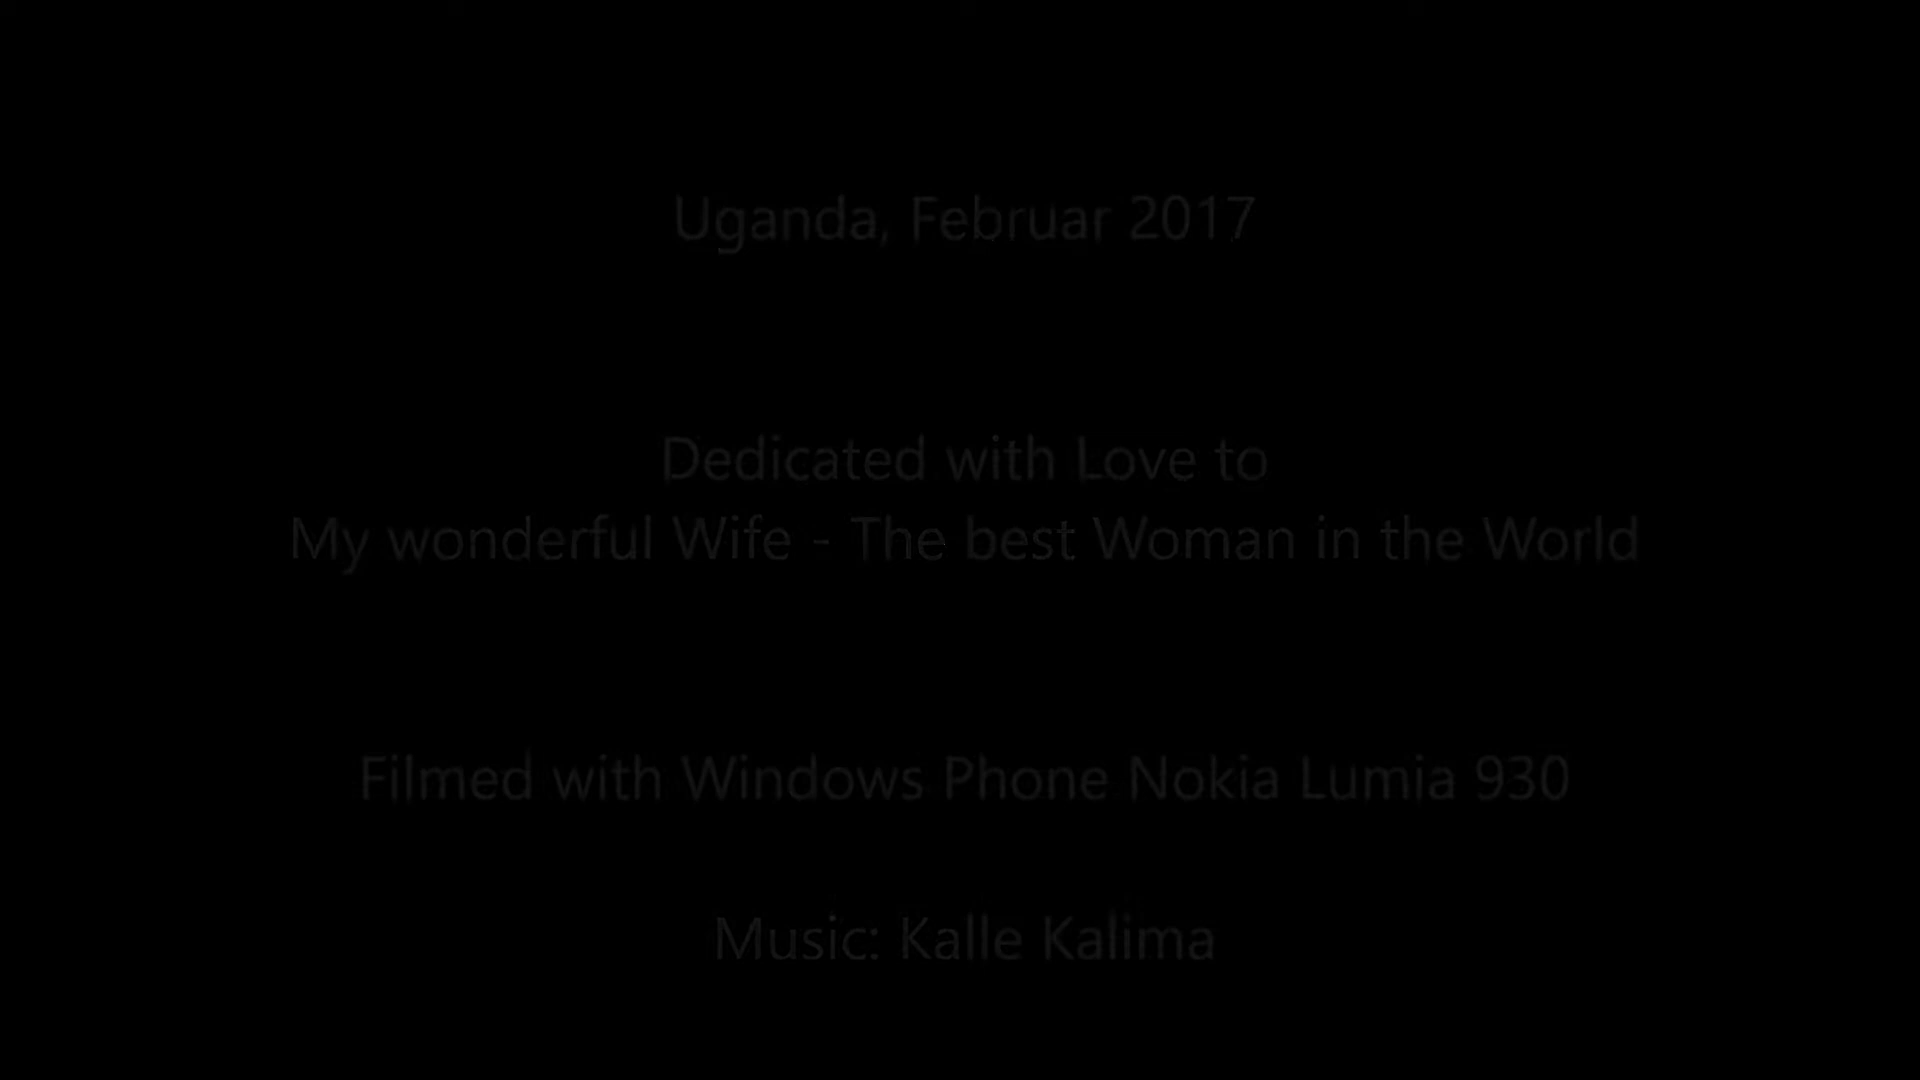 Uganda, Februar 2017
Dedicated with Love to
My wonderful Wife - The best Woman in the World
Filmed with Windows Phone Nokia Lumia 930
Music: Kalle Kalima